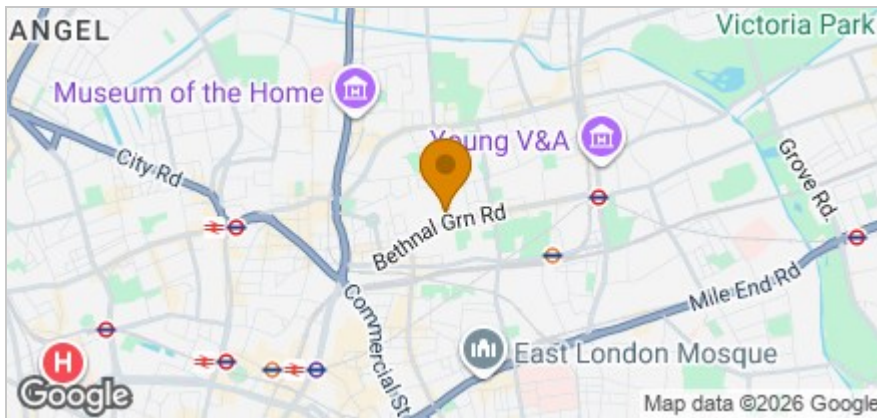 ANGEL
Victoria Park
Museum of the Home
Young V&A
City Rd
Grove Rd.
Bethnal Grn Rd
Mile End Rd
Commercial St
East London Mosque
H
Google
Map data ©2026 Google